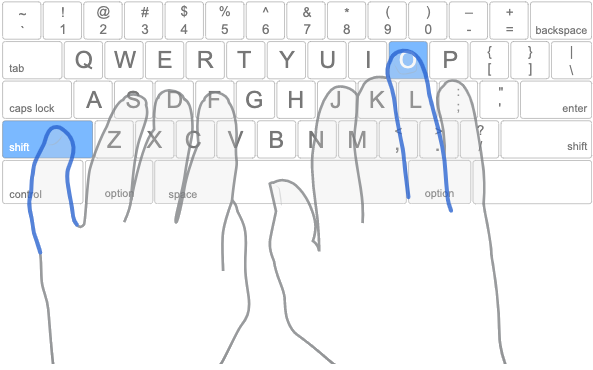 ~ ! @ # $ % ^ & * ( ) _ +
` 1 2 3 4 5 6 7 8 9 0 - = backspace
tab Q W E R T Y U I O P { [ } ] | \
caps lock A S D F G H J K L : ; " ' enter
shift Z X C V B N M < , > . ? / shift
control option space option